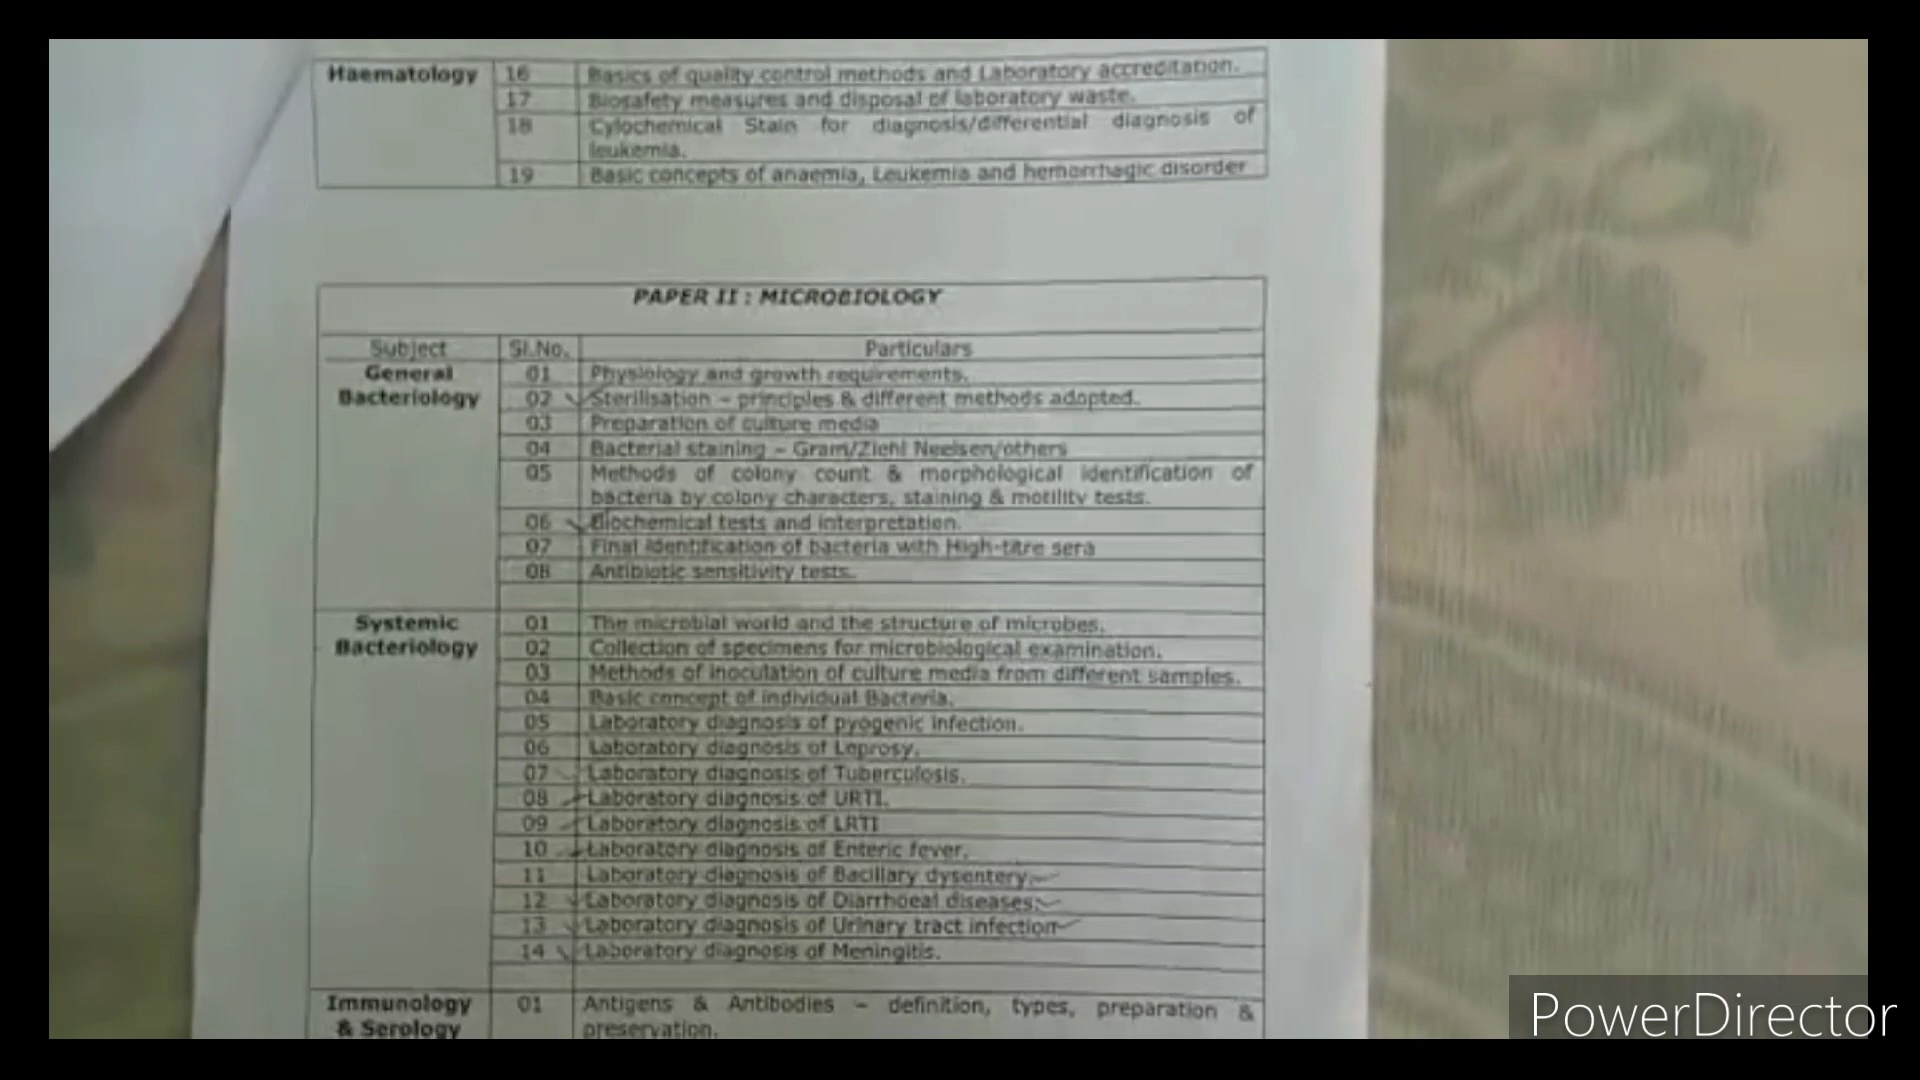 Haematology 16 Basics of quality control methods and Laboratory accreditation.
17 Biosafety measures and disposal of laboratory waste.
18 Cytochemical Stain for diagnosis/differential diagnosis of
leukemia.
19 Basic concepts of anaemia, Leukemia and hemorrhagic disorder
PAPER II : MICROBIOLOGY
Subject Sl.No. Particulars
General 01 Physiology and growth requirements.
Bacteriology 02 Sterilisation – principles & different methods adopted.
03 Preparation of culture media
04 Bacterial staining – Gram/Ziehl Neelsen/others
05 Methods of colony count & morphological identification of
bacteria by colony characters, staining & motility tests.
06 Biochemical tests and interpretation.
07 Final identification of bacteria with High-titre sera
08 Antibiotic sensitivity tests.
Systemic 01 The microbial world and the structure of microbes.
Bacteriology 02 Collection of specimens for microbiological examination.
03 Methods of inoculation of culture media from different samples.
04 Basic concept of individual Bacteria.
05 Laboratory diagnosis of pyogenic infection.
06 Laboratory diagnosis of Leprosy.
07 Laboratory diagnosis of Tuberculosis.
08 Laboratory diagnosis of URTI.
09 Laboratory diagnosis of LRTI
10 Laboratory diagnosis of Enteric fever.
11 Laboratory diagnosis of Bacillary dysentery
12 Laboratory diagnosis of Diarrhoeal diseases.
13 Laboratory diagnosis of Urinary tract infection
14 Laboratory diagnosis of Meningitis.
Immunology 01 Antigens & Antibodies – definition, types, preparation &
& Serology preservation.
PowerDirector